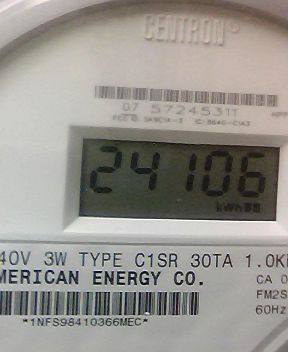 CENTRON
07 57245311
24106
kWh
40V 3W TYPE C1SR 30TA 1.0K
MERICAN ENERGY CO.
CA 0
FM2S
60Hz
*1NFS98410366MEC*